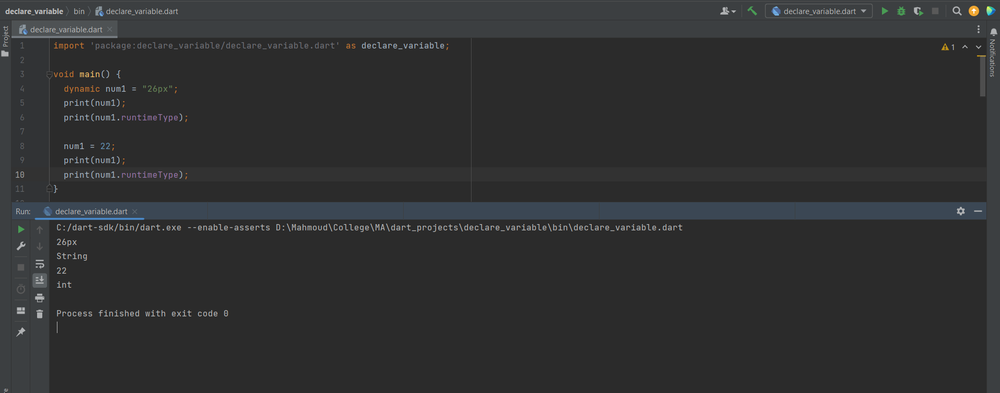 declare_variable bin declare_variable.dart declare_variable.dart
Project
declare_variable.dart
Notifications
1 import 'package:declare_variable/declare_variable.dart' as declare_variable; 1
2
3 void main() {
4 dynamic num1 = "26px";
5 print(num1);
6 print(num1.runtimeType);
7
8 num1 = 22;
9 print(num1);
10 print(num1.runtimeType);
11 }
Run: declare_variable.dart
C:/dart-sdk/bin/dart.exe --enable-asserts D:\Mahmoud\College\MA\dart_projects\declare_variable\bin\declare_variable.dart
26px
String
22
int
Process finished with exit code 0